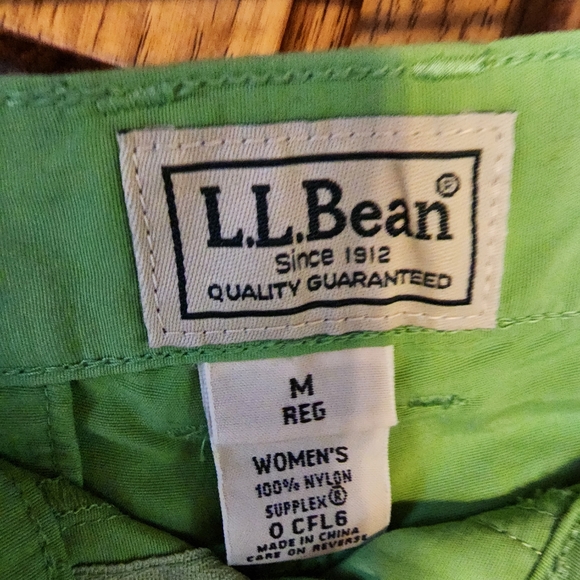 L.L.Bean®
Since 1912
QUALITY GUARANTEED
M
REG
WOMEN'S
100% NYLON
SUPPLEX®
0 CFL6
MADE IN CHINA
CARE ON REVERSE